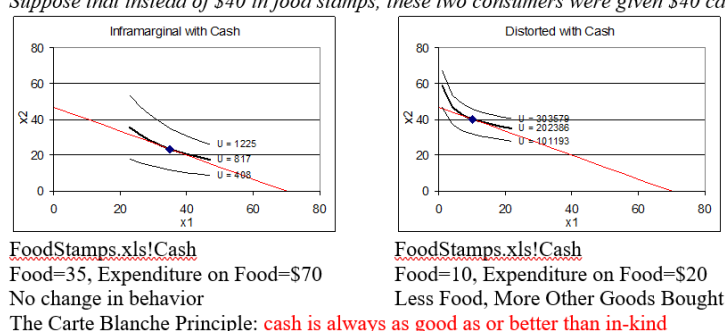 Suppose that instead of $40 in food stamps, these two consumers were given $40 ca
Inframarginal with Cash
80
60
40
20
0
x2
U = 1225
U = 817
U = 408
0 20 40 60 80
x1
Distorted with Cash
80
60
40
20
0
x2
U = 303579
U = 202386
U = 101193
0 20 40 60 80
x1
FoodStamps.xls!Cash
Food=35, Expenditure on Food=$70
No change in behavior
FoodStamps.xls!Cash
Food=10, Expenditure on Food=$20
Less Food, More Other Goods Bought
The Carte Blanche Principle: cash is always as good as or better than in-kind